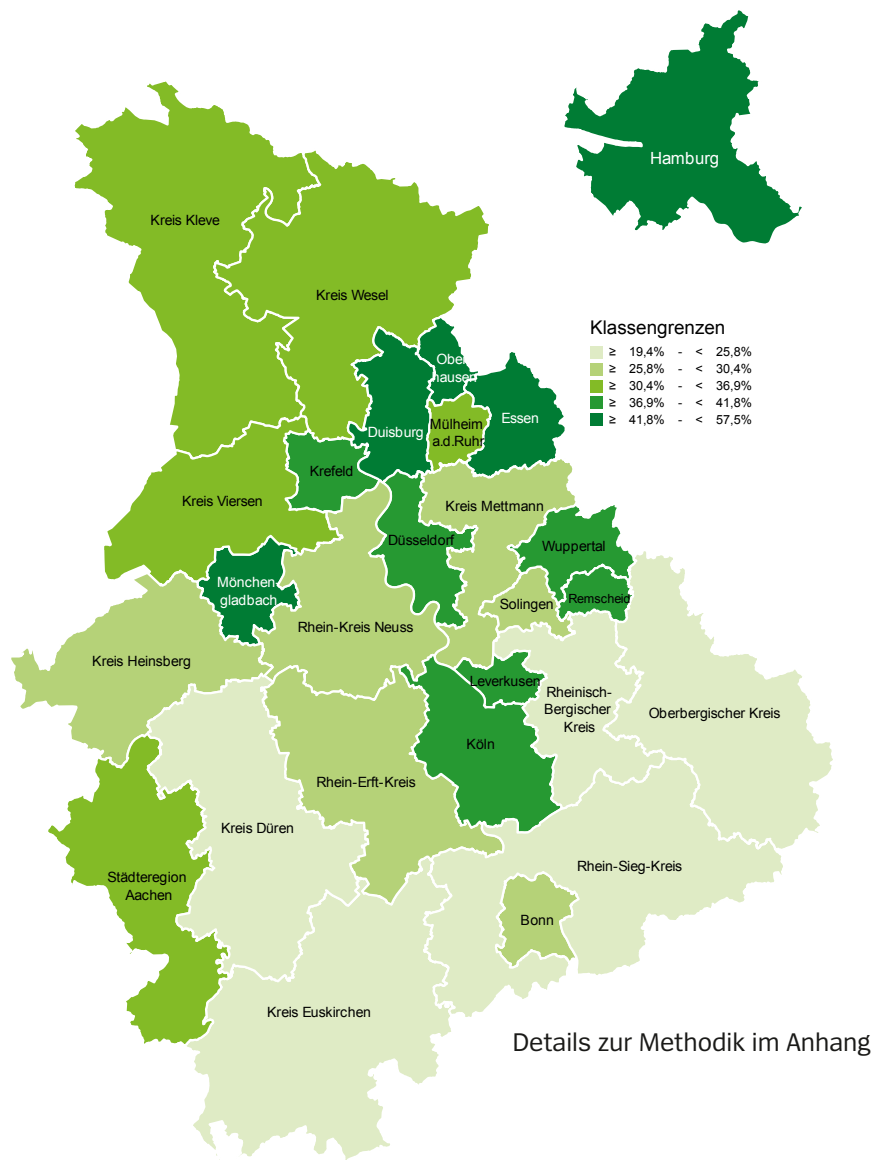 Hamburg
Kreis Kleve
Kreis Wesel
Klassengrenzen
≥ 19,4% - < 25,8%
≥ 25,8% - < 30,4%
≥ 30,4% - < 36,9%
≥ 36,9% - < 41,8%
≥ 41,8% - < 57,5%
Ober
hausen
Essen
Duisburg
Mülheim
a.d.Ruhr
Krefeld
Kreis Viersen
Kreis Mettmann
Düsseldorf
Wuppertal
Mönchen
gladbach
Solingen
Remscheid
Rhein-Kreis Neuss
Kreis Heinsberg
Leverkusen
Rheinisch-
Bergischer
Kreis
Oberbergischer Kreis
Köln
Rhein-Erft-Kreis
Kreis Düren
Rhein-Sieg-Kreis
Städteregion
Aachen
Bonn
Kreis Euskirchen
Details zur Methodik im Anhang